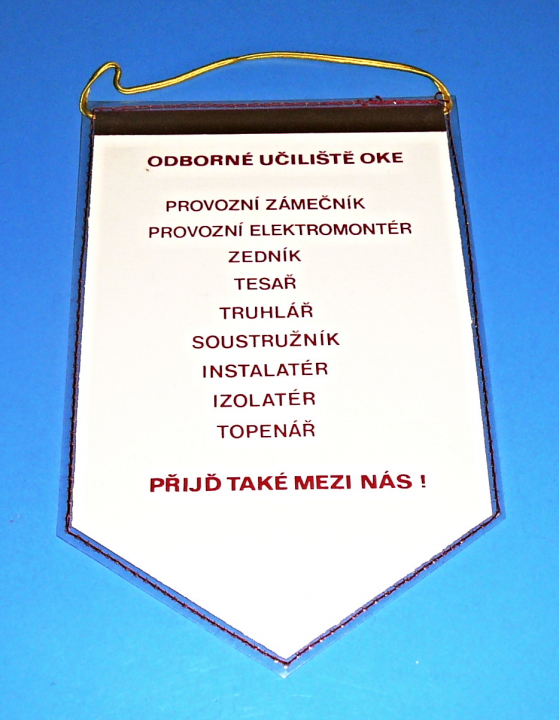 ODBORNÉ UČILIŠTĚ OKE
PROVOZNÍ ZÁMEČNÍK
PROVOZNÍ ELEKTROMONTÉR
ZEDNÍK
TESAŘ
TRUHLÁŘ
SOUSTRUŽNÍK
INSTALATÉR
IZOLATÉR
TOPENÁŘ
PŘIJĎ TAKÉ MEZI NÁS !